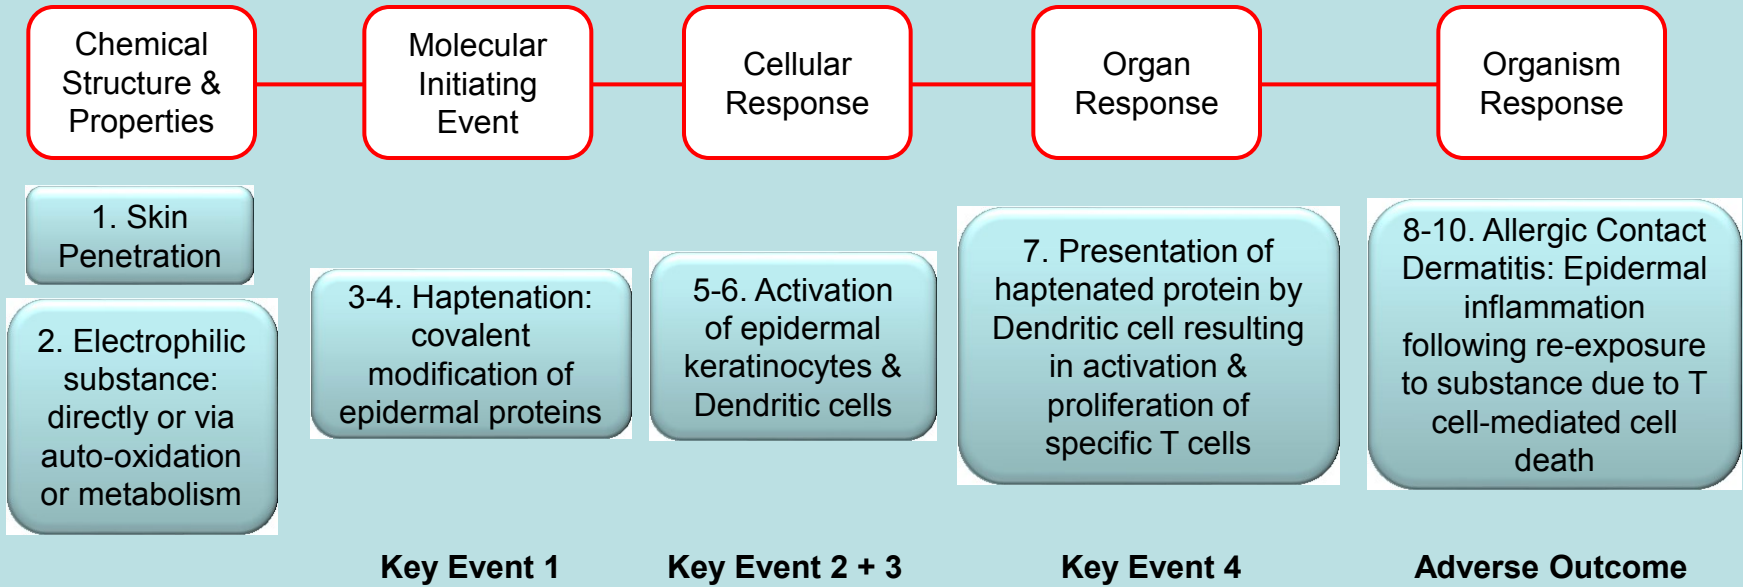 Chemical
Structure &
Properties
Molecular
Initiating
Event
Cellular
Response
Organ
Response
Organism
Response
1. Skin
Penetration
2. Electrophilic
substance:
directly or via
auto-oxidation
or metabolism
3-4. Haptenation:
covalent
modification of
epidermal proteins
5-6. Activation
of epidermal
keratinocytes &
Dendritic cells
7. Presentation of
haptenated protein by
Dendritic cell resulting
in activation &
proliferation of
specific T cells
8-10. Allergic Contact
Dermatitis: Epidermal
inflammation
following re-exposure
to substance due to T
cell-mediated cell
death
Key Event 1
Key Event 2 + 3
Key Event 4
Adverse Outcome